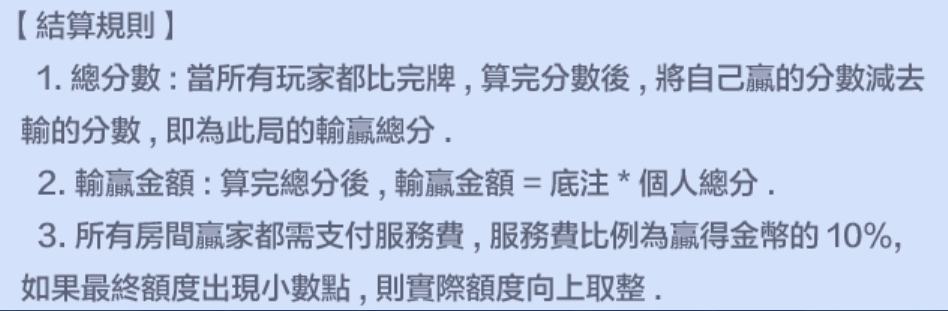 【結算規則】
1. 總分數 : 當所有玩家都比完牌 , 算完分數後 , 將自己贏的分數減去
輸的分數 , 即為此局的輸贏總分 .
2. 輸贏金額 : 算完總分後 , 輸贏金額 = 底注 * 個人總分 .
3. 所有房間贏家都需支付服務費 , 服務費比例為贏得金幣的 10%,
如果最終額度出現小數點 , 則實際額度向上取整 .